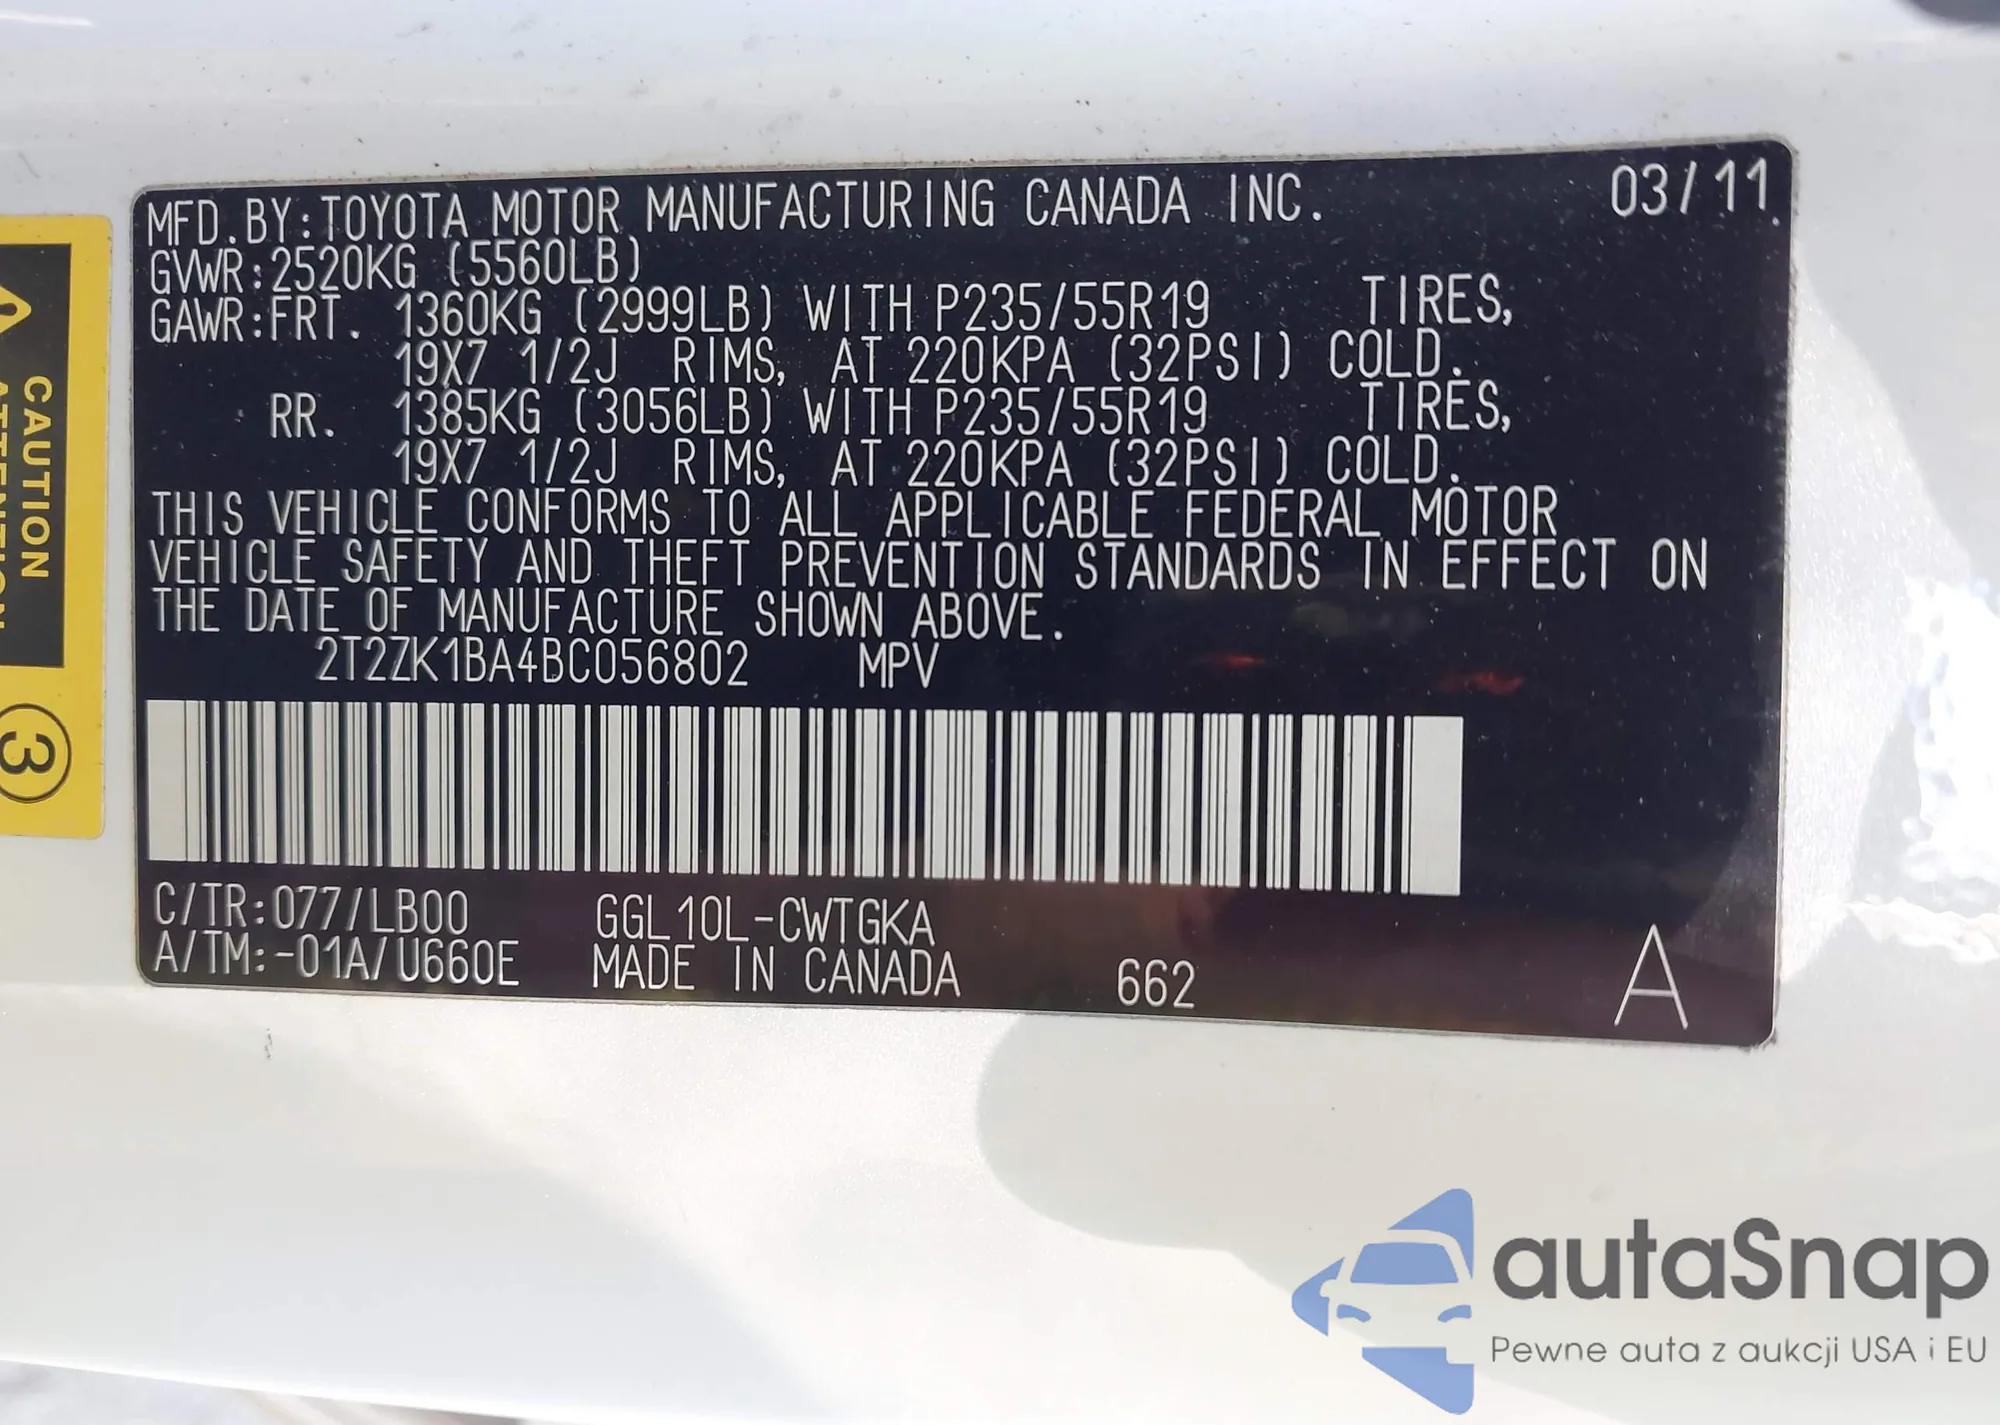 MFD. BY: TOYOTA MOTOR MANUFACTURING CANADA INC. 03/11
GVWR: 2520KG (5560LB)
GAWR: FRT. 1360KG (2999LB) WITH P235/55R19 TIRES,
19X7 1/2J RIMS, AT 220KPA (32PSI) COLD.
RR. 1385KG (3056LB) WITH P235/55R19 TIRES,
19X7 1/2J RIMS, AT 220KPA (32PSI) COLD.
THIS VEHICLE CONFORMS TO ALL APPLICABLE FEDERAL MOTOR
VEHICLE SAFETY AND THEFT PREVENTION STANDARDS IN EFFECT ON
THE DATE OF MANUFACTURE SHOWN ABOVE.
2T2ZK1BA4BC056802 MPV
C/TR: 077/LB00 GGL10L-CWTGKA
A/TM: -01A/U660E MADE IN CANADA 662 A
CAUTION
ATTENTION
3
autaSnap
Pewne auta z aukcji USA i EU